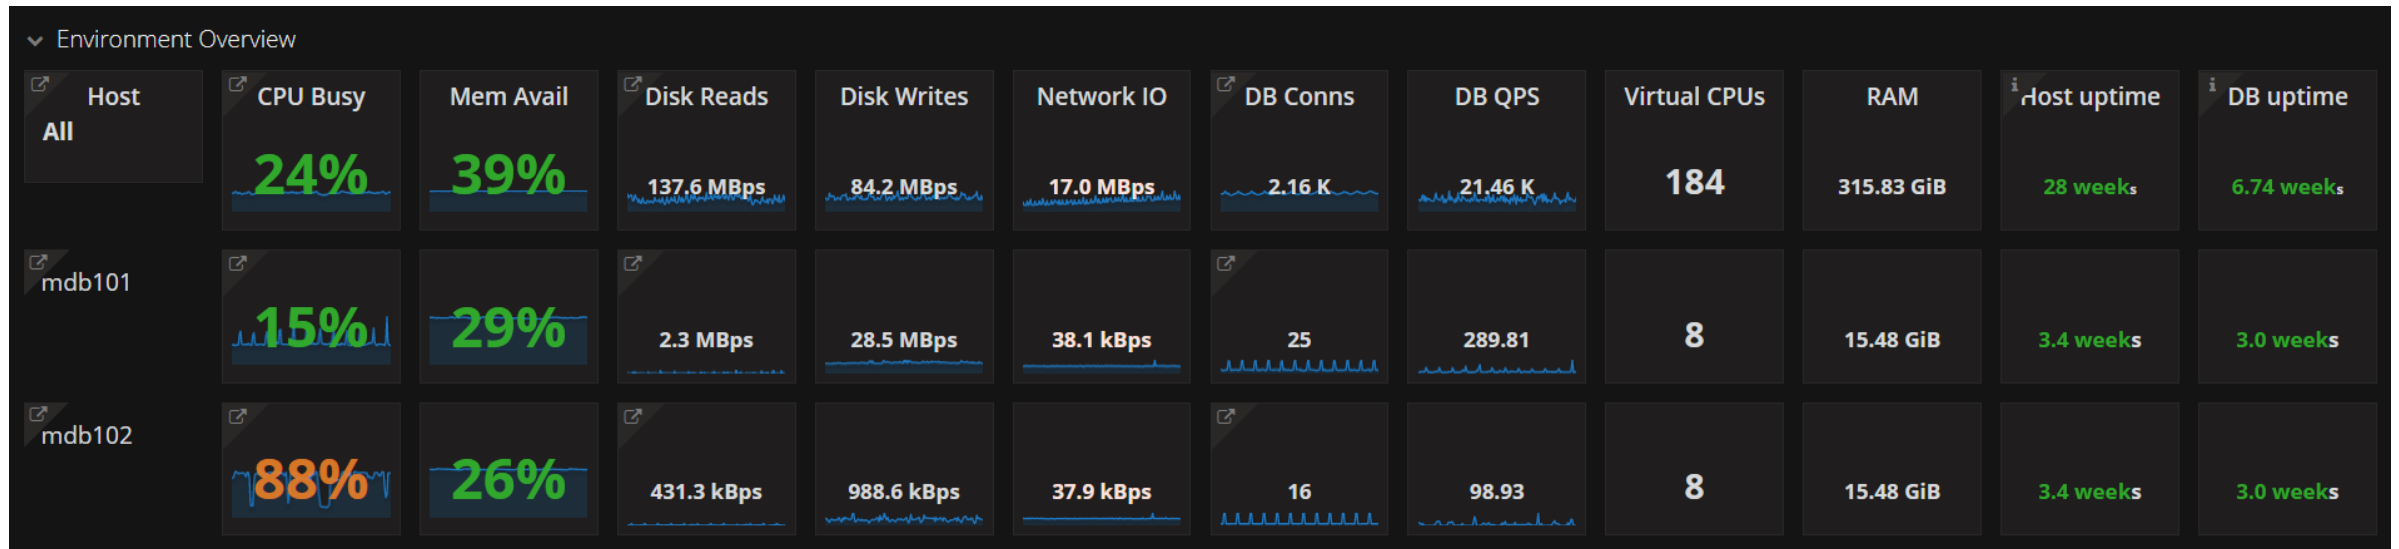 Environment Overview
Host
All
CPU Busy
24%
Mem Avail
39%
Disk Reads
137.6 MBps
Disk Writes
84.2 MBps
Network IO
17.0 MBps
DB Conns
2.16 K
DB QPS
21.46 K
Virtual CPUs
184
RAM
315.83 GiB
Host uptime
28 weeks
DB uptime
6.74 weeks
mdb101
15%
29%
2.3 MBps
28.5 MBps
38.1 kBps
25
289.81
8
15.48 GiB
3.4 weeks
3.0 weeks
mdb102
88%
26%
431.3 kBps
988.6 kBps
37.9 kBps
16
98.93
8
15.48 GiB
3.4 weeks
3.0 weeks